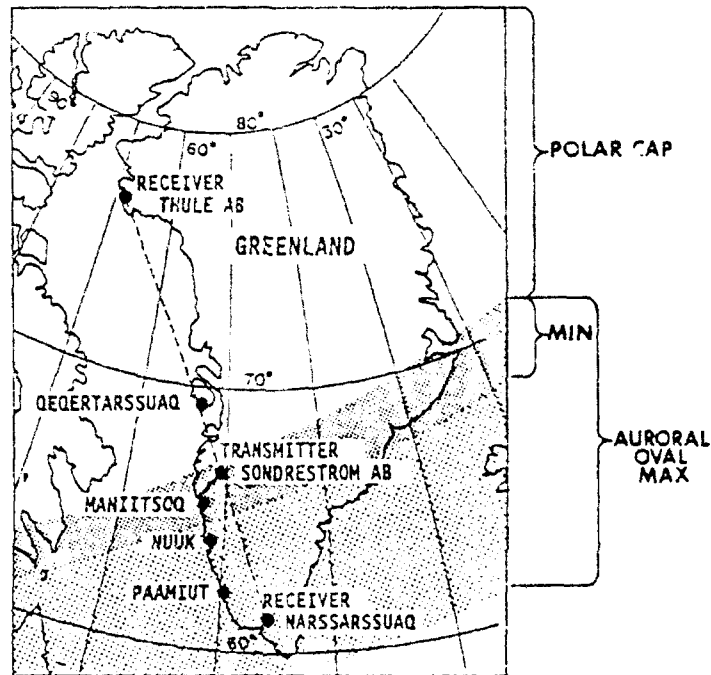 80°
60°
30°
RECEIVER
THULE AB
POLAR CAP
GREENLAND
MIN
70°
QEQERTARSSUAQ
AURORAL
OVAL
MAX
TRANSMITTER
SONDRESTROM AB
MANIITSOQ
NUUK
PAAMIUT
RECEIVER
NARSSARSSUAQ
60°